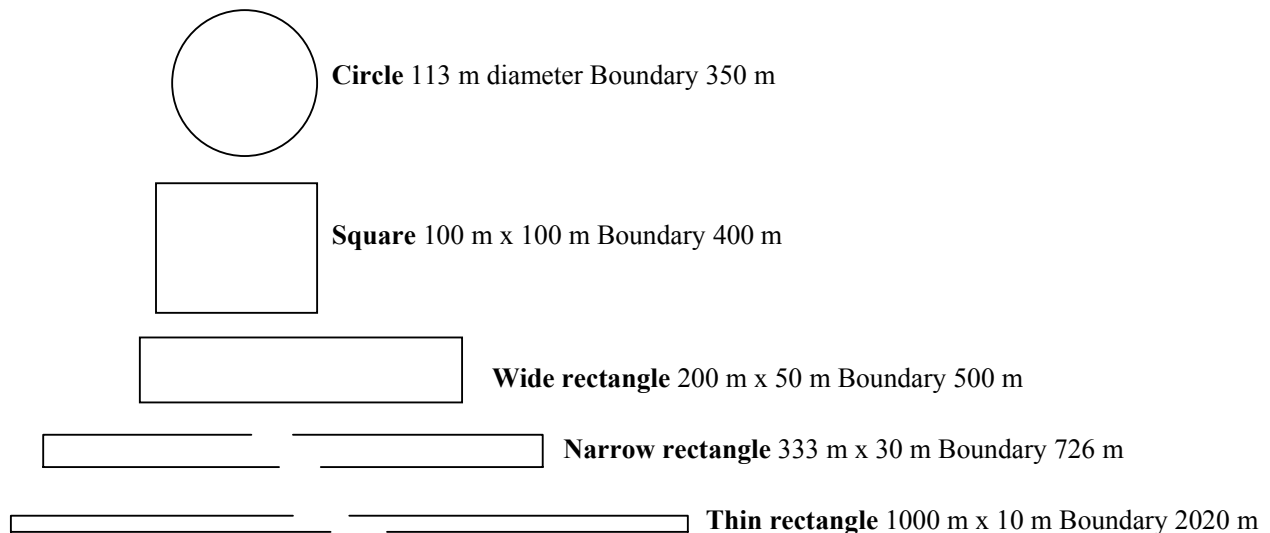 Circle 113 m diameter Boundary 350 m
Square 100 m x 100 m Boundary 400 m
Wide rectangle 200 m x 50 m Boundary 500 m
Narrow rectangle 333 m x 30 m Boundary 726 m
Thin rectangle 1000 m x 10 m Boundary 2020 m